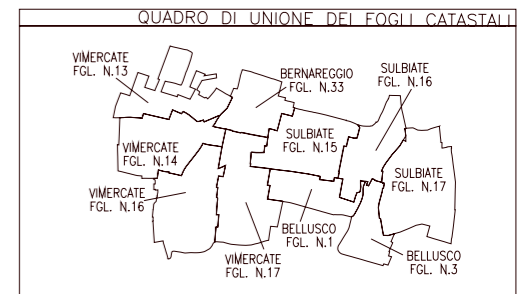 QUADRO DI UNIONE DEI FOGLI CATASTALI
VIMERCATE
FGL. N.13
BERNAREGGIO
FGL. N.33
SULBIATE
FGL. N.16
SULBIATE
FGL. N.15
VIMERCATE
FGL. N.14
SULBIATE
FGL. N.17
VIMERCATE
FGL. N.16
BELLUSCO
FGL. N.1
VIMERCATE
FGL. N.17
BELLUSCO
FGL. N.3